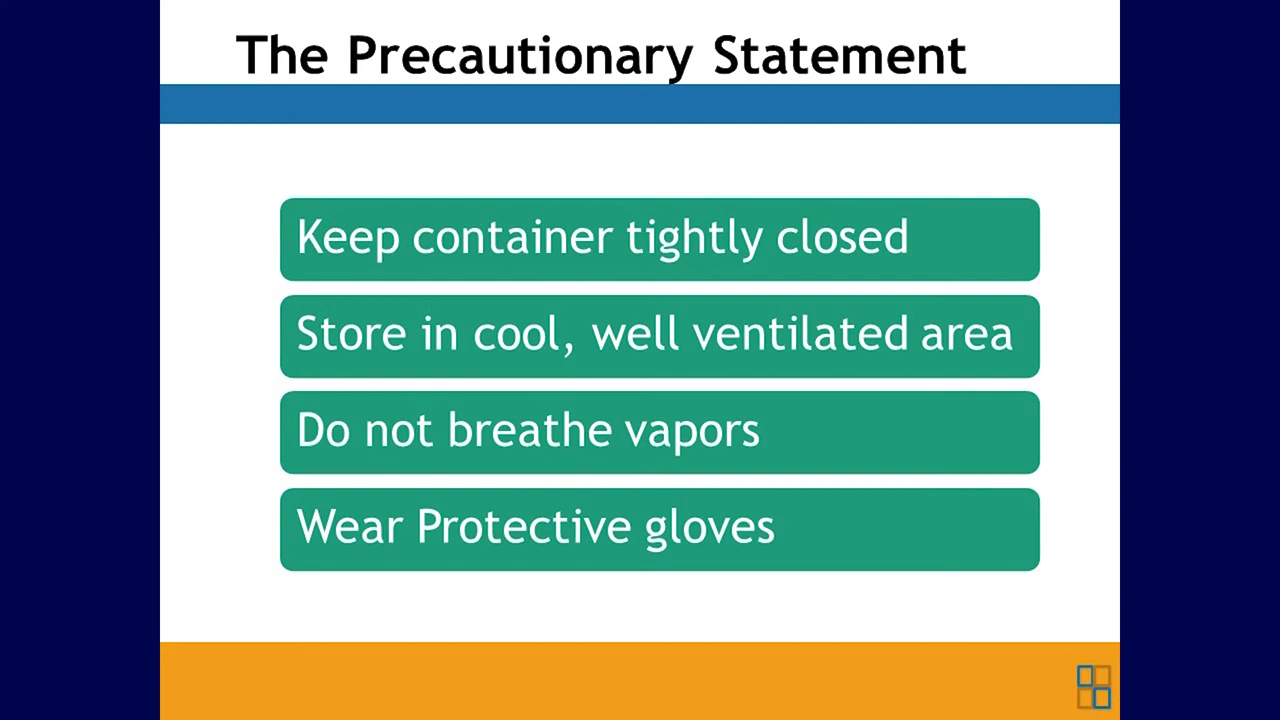 The Precautionary Statement
Keep container tightly closed
Store in cool, well ventilated area
Do not breathe vapors
Wear Protective gloves